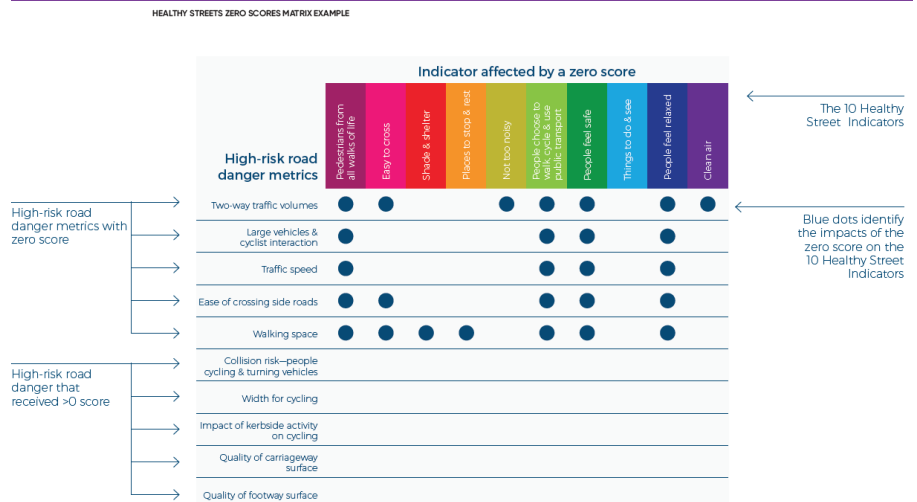 HEALTHY STREETS ZERO SCORES MATRIX EXAMPLE
Indicator affected by a zero score
Pedestrians from
all walks of life
Easy to cross
Shade & shelter
Places to stop & rest
Not too noisy
People choose to
walk, cycle & use
public transport
People feel safe
Things to do & see
People feel relaxed
Clean air
The 10 Healthy
Street Indicators
High-risk road
danger metrics
High-risk road
danger metrics with
zero score
Two-way traffic volumes
Large vehicles &
cyclist interaction
Traffic speed
Ease of crossing side roads
Walking space
Blue dots identify
the impacts of the
zero score on the
10 Healthy Street
Indicators
High-risk road
danger that
received >0 score
Collision risk—people
cycling & turning vehicles
Width for cycling
Impact of kerbside activity
on cycling
Quality of carriageway
surface
Quality of footway surface